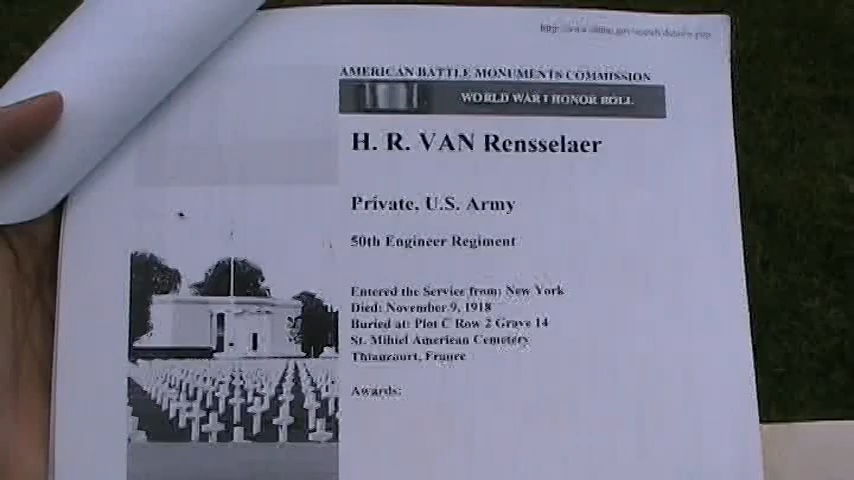 AMERICAN BATTLE MONUMENTS COMMISSION
WORLD WAR I HONOR ROLL
H. R. VAN Rensselaer
Private, U.S. Army
50th Engineer Regiment
Entered the Service from: New York
Died: November 9, 1918
Buried at: Plot C Row 2 Grave 14
St. Mihiel American Cemetery
Thiaucourt, France
Awards: